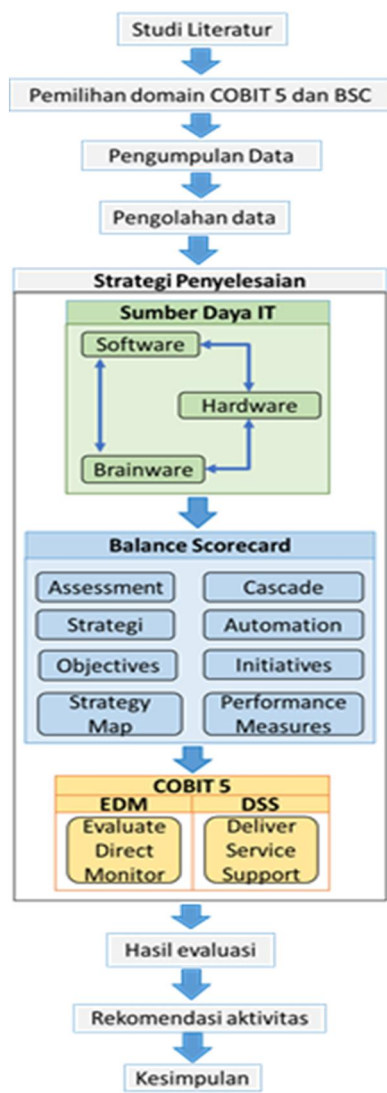 Studi Literatur
Pemilihan domain COBIT 5 dan BSC
Pengumpulan Data
Pengolahan data
Strategi Penyelesaian
Sumber Daya IT
Software
Hardware
Brainware
Balance Scorecard
Assessment
Cascade
Strategi
Automation
Objectives
Initiatives
Strategy
Map
Performance
Measures
COBIT 5
EDM
DSS
Evaluate
Direct
Monitor
Deliver
Service
Support
Hasil evaluasi
Rekomendasi aktivitas
Kesimpulan